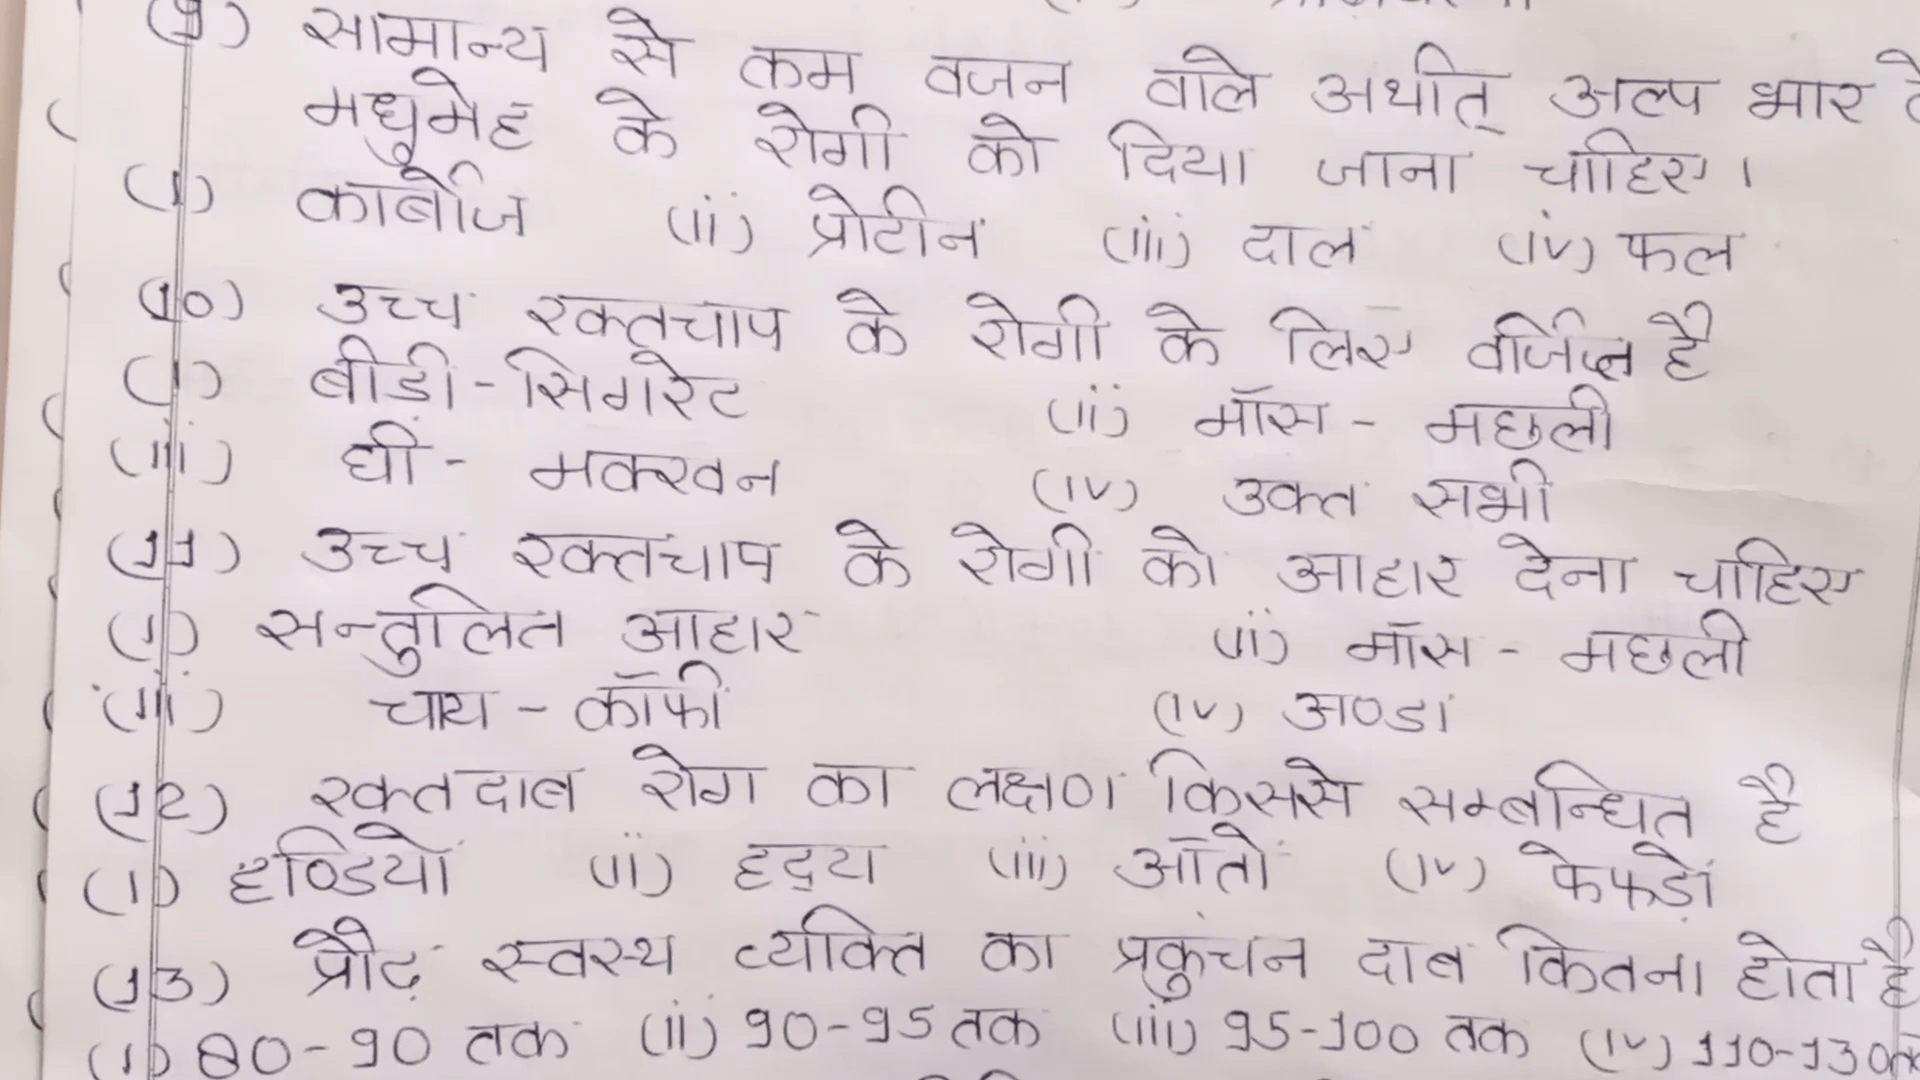 (9) सामान्य से कम वजन वाले अर्थात् अल्प भार के
मधुमेह के रोगी को दिया जाना चाहिए।
(i) कार्बोज (ii) प्रोटीन (iii) दाल (iv) फल
(10) उच्च रक्तचाप के रोगी के लिए वर्जित है
(i) बीडी - सिगरेट (ii) मॉस - मछली
(iii) घी - मक्खन (iv) उक्त सभी
(11) उच्च रक्तचाप के रोगी को आहार देना चाहिए
(i) सन्तुलित आहार (ii) मॉस - मछली
(iii) चाय - कॉफी (iv) अण्डा
(12) रक्तदाब रोग का लक्षण किससे सम्बन्धित है
(i) हड्डियों (ii) हृदय (iii) ऑतों (iv) फेफड़ों
(13) प्रौढ़ स्वस्थ व्यक्ति का प्रकुंचन दाब कितना होता है
(i) 80-90 तक (ii) 90-95 तक (iii) 95-100 तक (iv) 110-130 तक